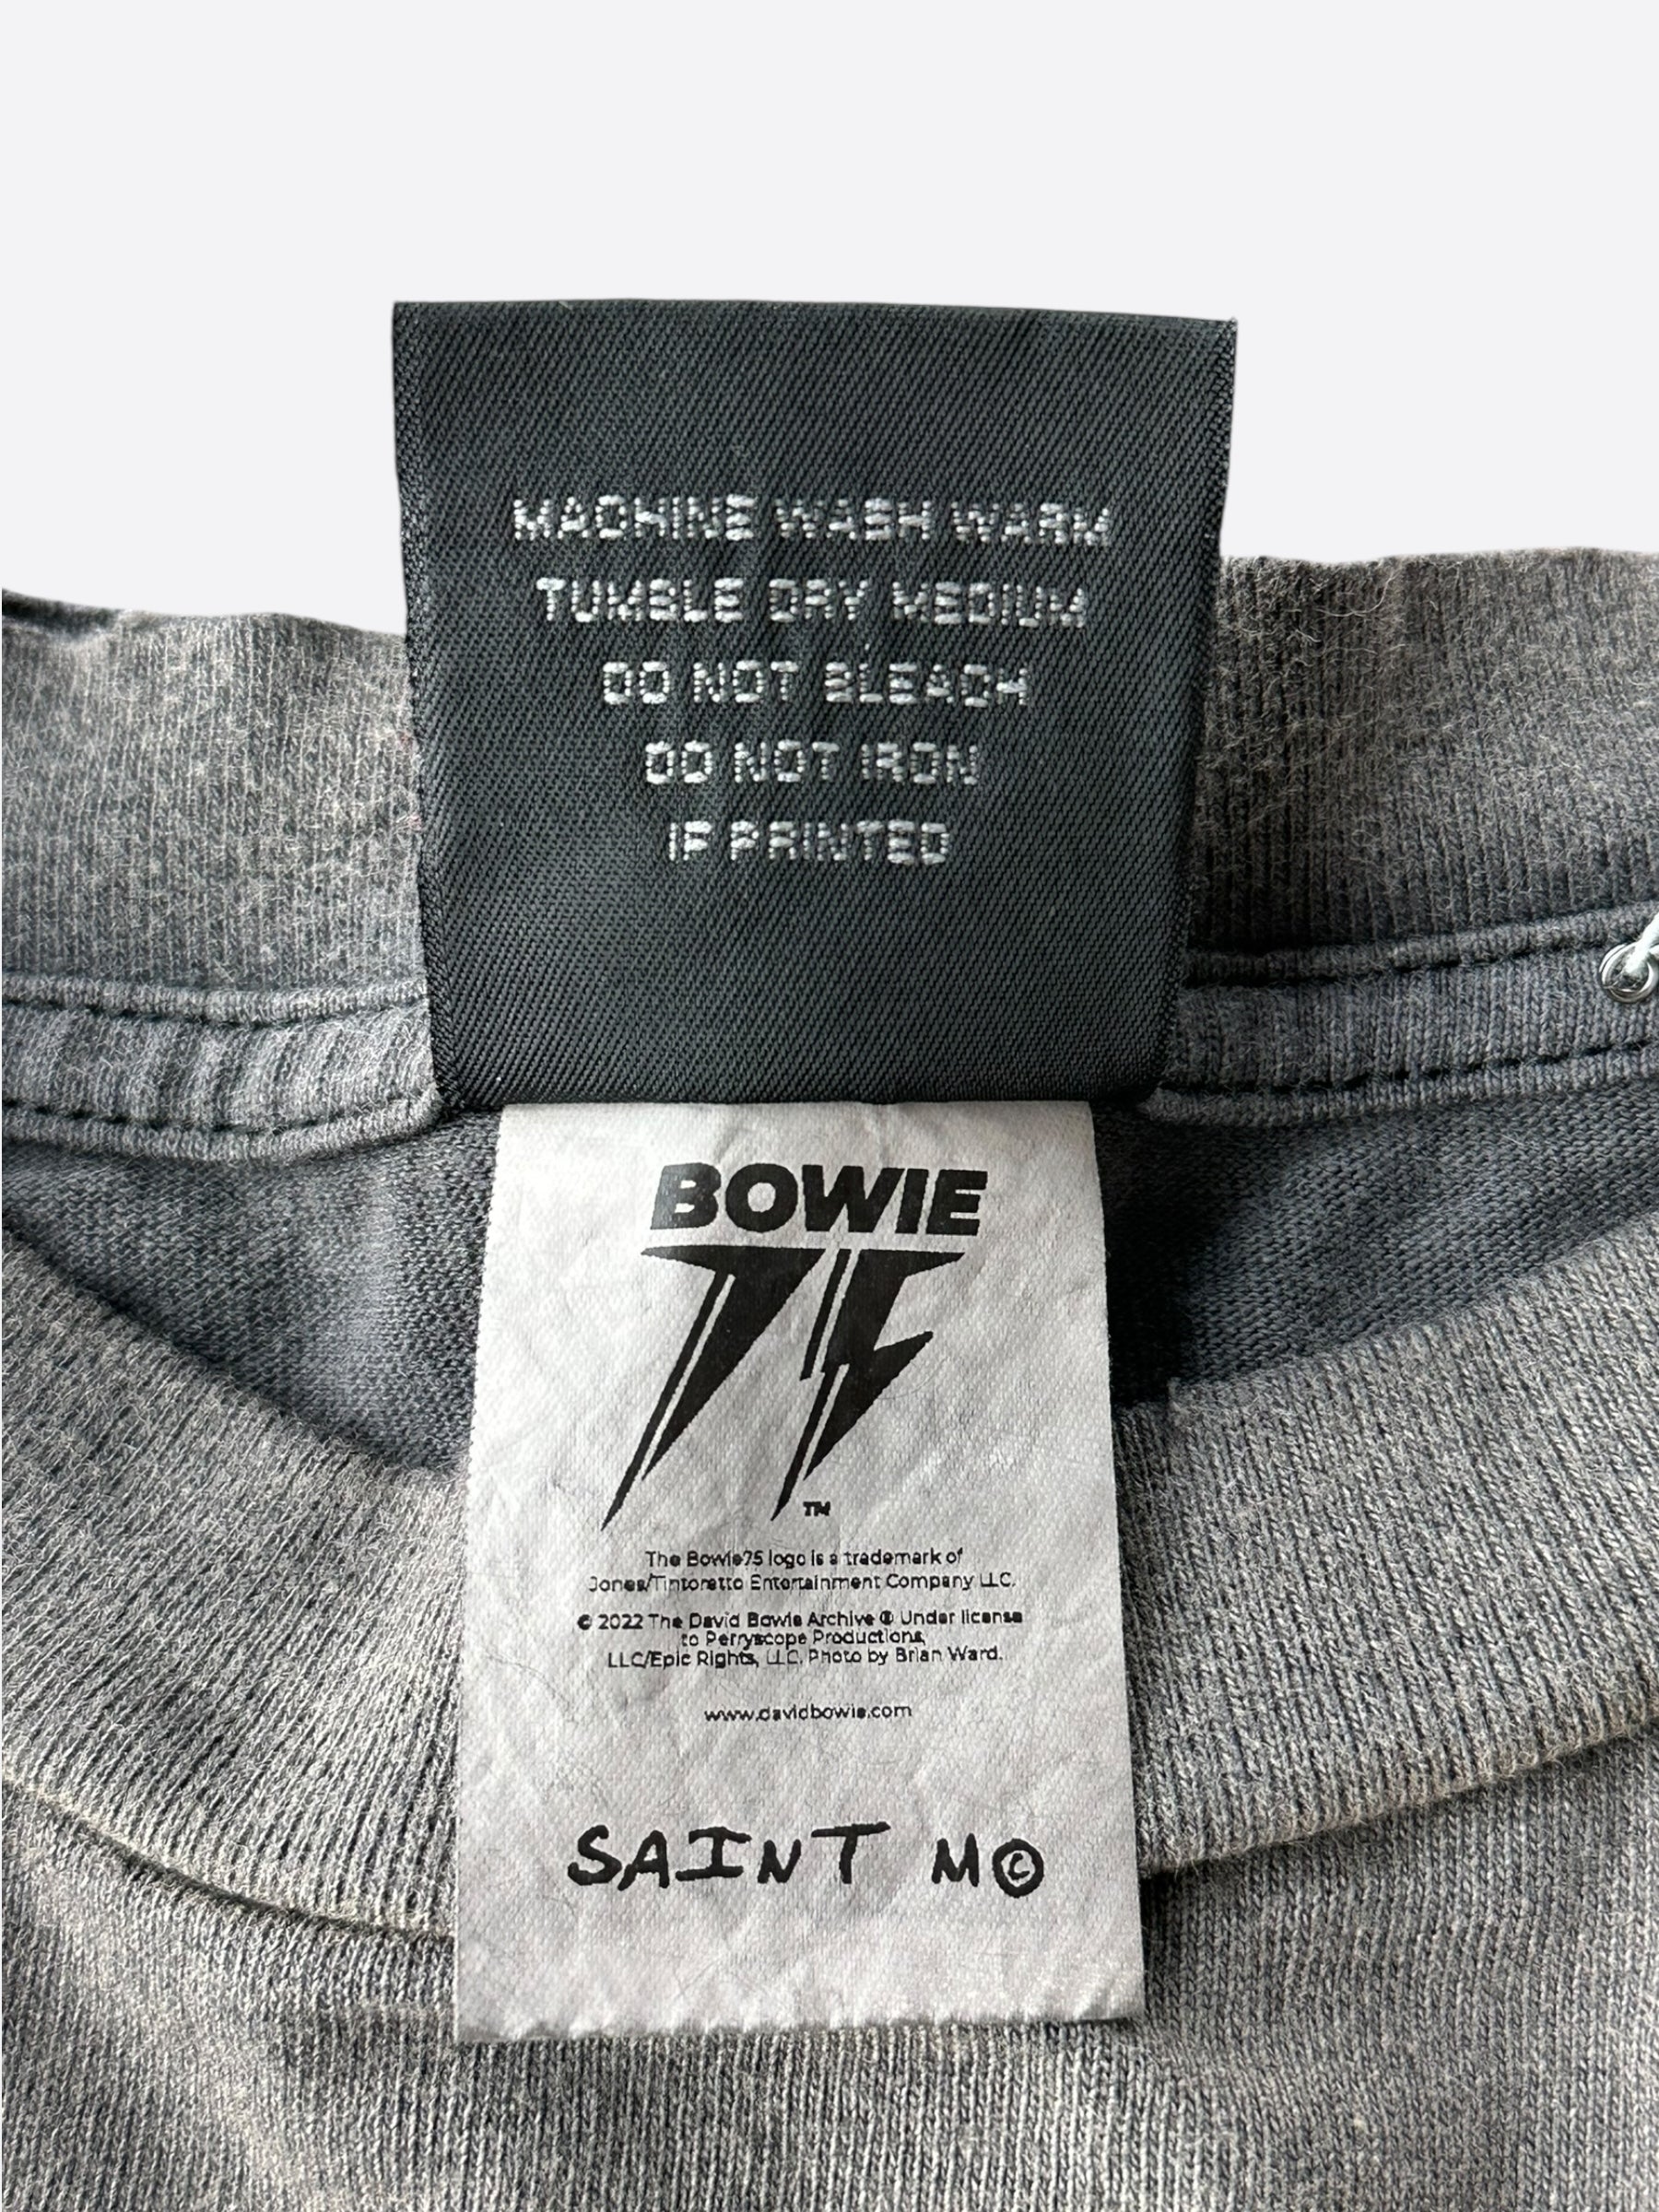 MACHINE WASH WARM
TUMBLE DRY MEDIUM
DO NOT BLEACH
DO NOT IRON
IF PRINTED
BOWIE
75
TM
The Bowie75 logo is a trademark of
Jones/Tintoretto Entertainment Company LLC.
© 2022 The David Bowie Archive ® Under license
to Perryscope Productions,
LLC/Epic Rights, LLC. Photo by Brian Ward.
www.davidbowie.com
SAINT M©